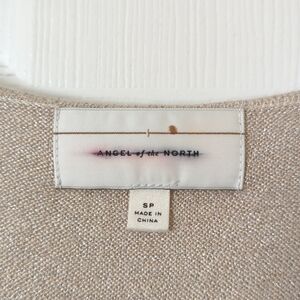 ANGEL of the NORTH
SP
MADE IN
CHINA